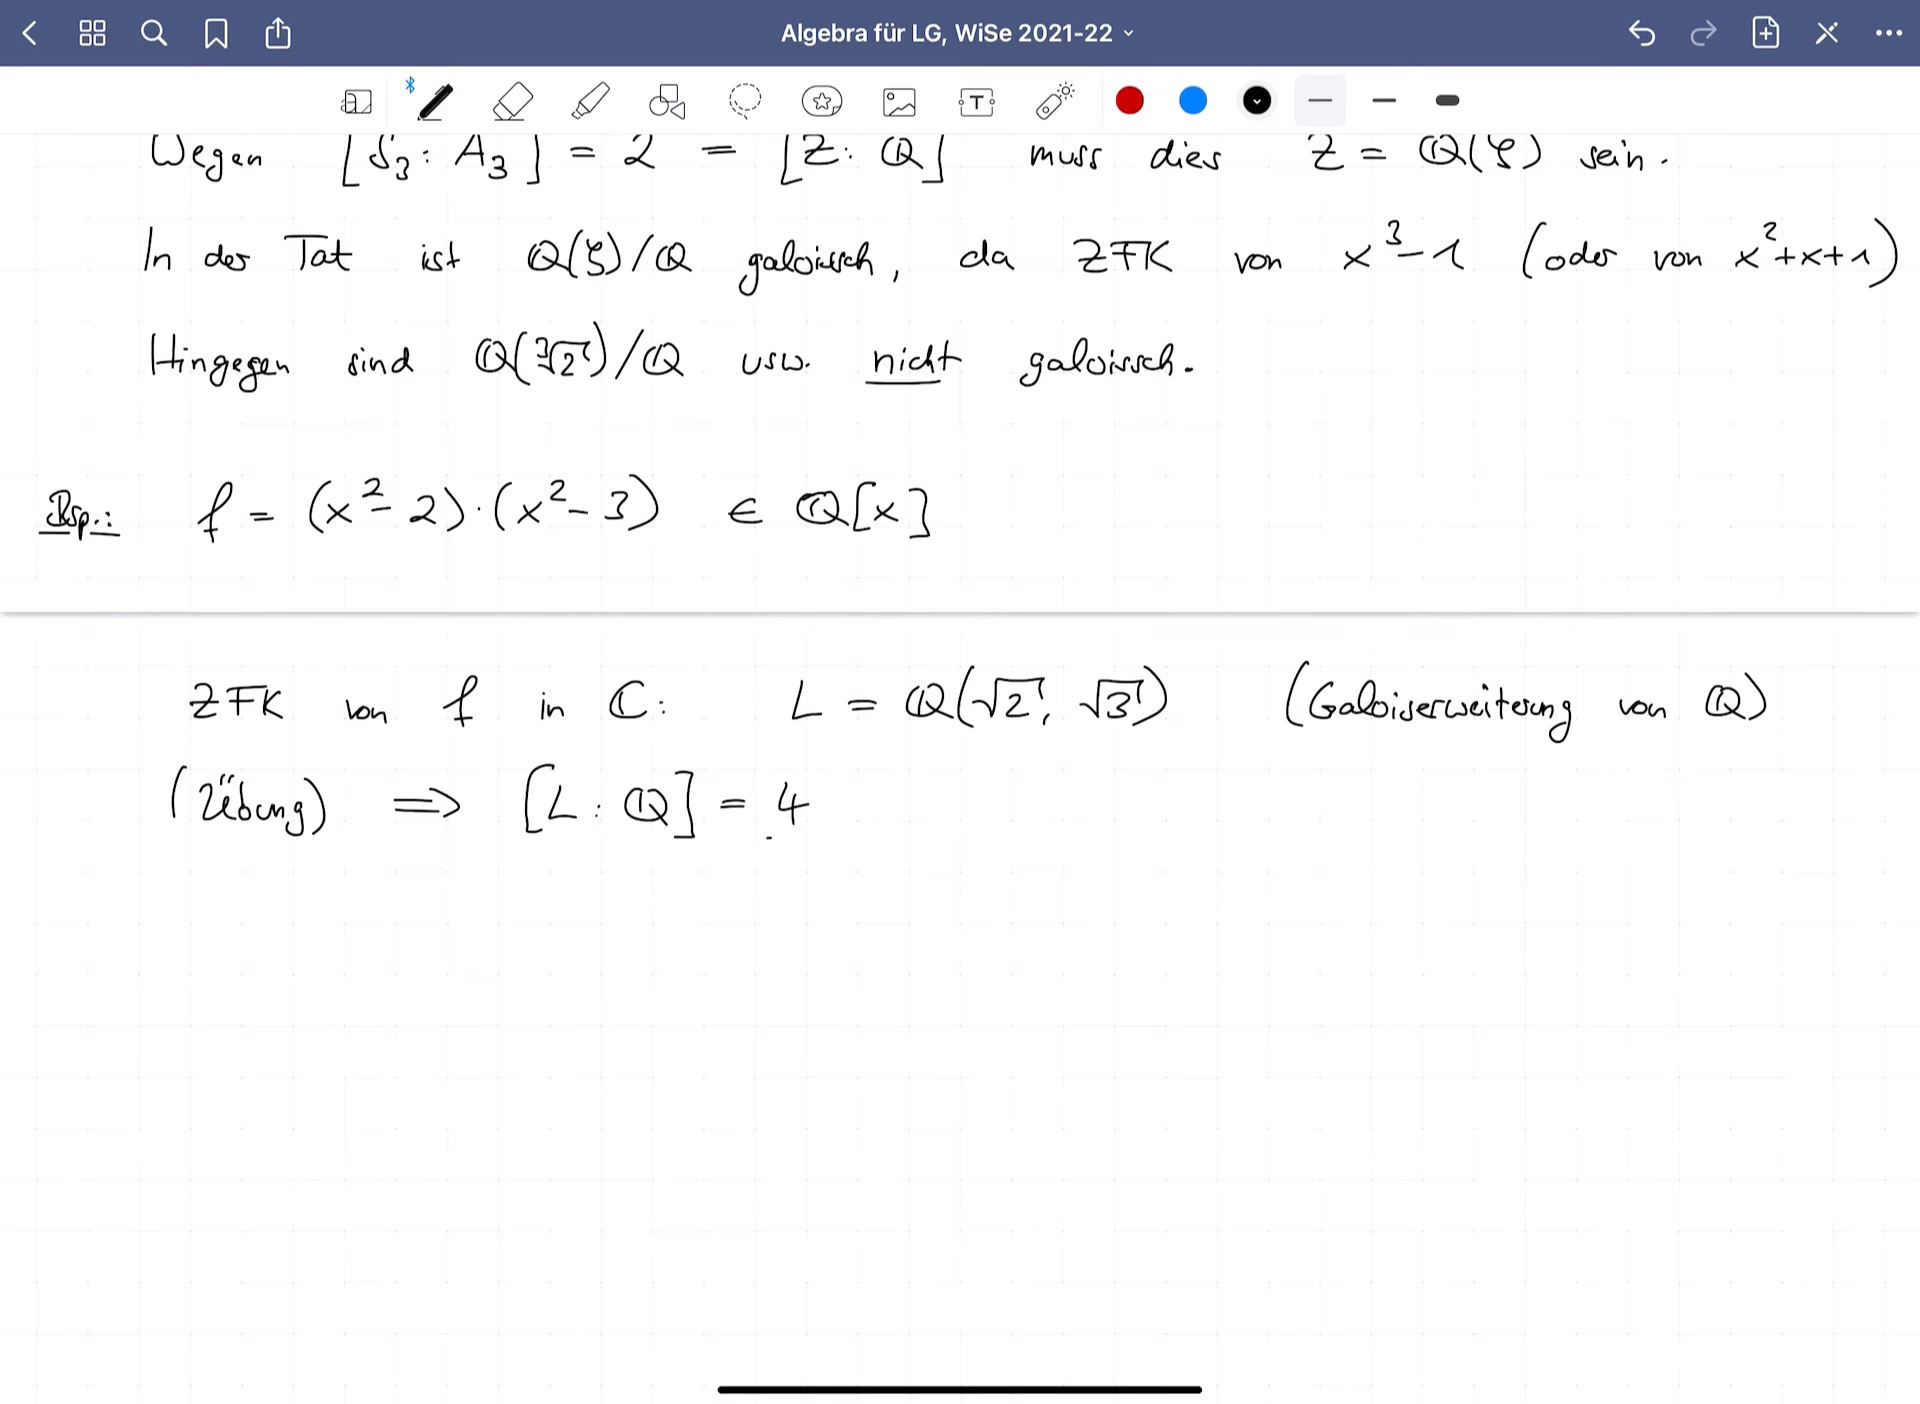 Algebra für LG, WiSe 2021-22
Wegen [S₃ : A₃] = 2 = [Z : ℚ] muss dies Z = ℚ(ζ) sein.
In der Tat ist ℚ(ζ)/ℚ galoissch, da ZFK von x³-1 (oder von x²+x+1)
Hingegen sind ℚ(∛2)/ℚ usw. nicht galoissch.
Bsp.: f = (x²-2)·(x²-3) ∈ ℚ[x]
ZFK von f in ℂ: L = ℚ(√2, √3) (Galoiserweiterung von ℚ)
(Übung) ⟹ [L : ℚ] = 4